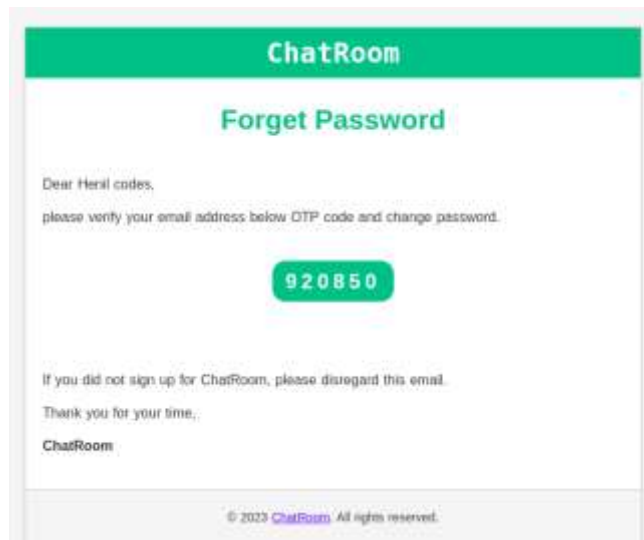 ChatRoom
Forget Password
Dear Henil codes,
please verify your email address below OTP code and change password.
920850
If you did not sign up for ChatRoom, please disregard this email.
Thank you for your time,
ChatRoom
© 2023 ChatRoom. All rights reserved.